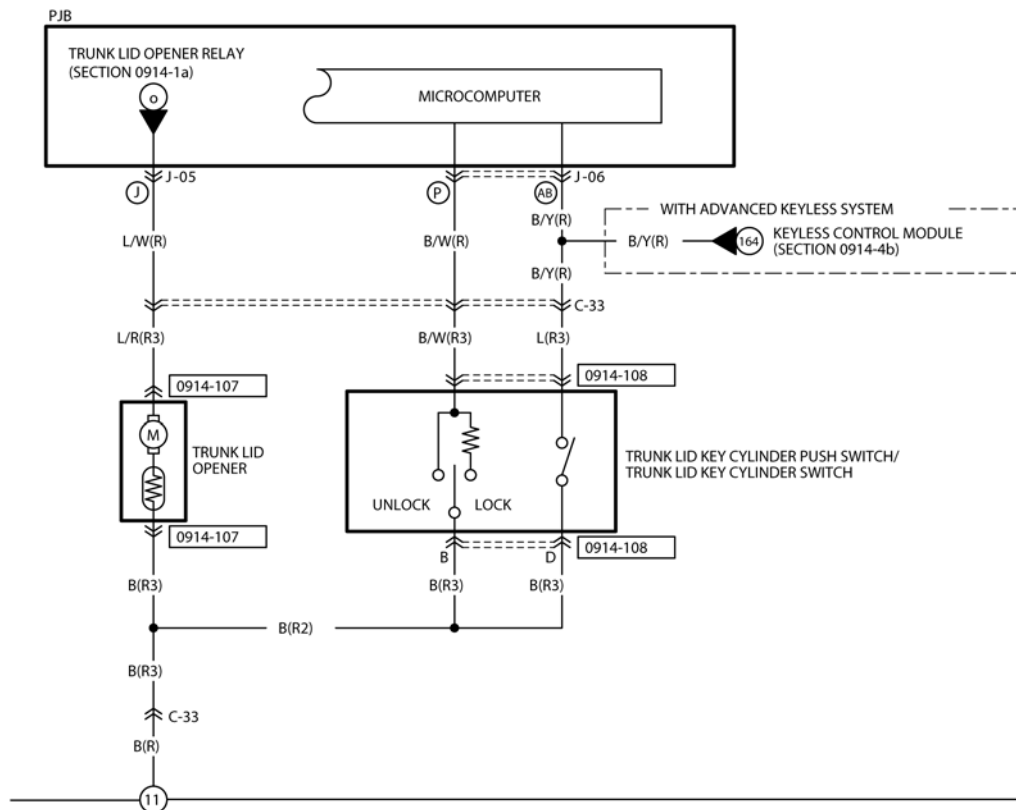 PJB
TRUNK LID OPENER RELAY
(SECTION 0914-1a)
o
MICROCOMPUTER
J
J-05
P
AB
J-06
B/Y(R)
WITH ADVANCED KEYLESS SYSTEM
L/W(R)
B/W(R)
B/Y(R)
164
KEYLESS CONTROL MODULE
(SECTION 0914-4b)
B/Y(R)
C-33
L/R(R3)
B/W(R3)
L(R3)
0914-107
0914-108
M
TRUNK LID
OPENER
TRUNK LID KEY CYLINDER PUSH SWITCH/
TRUNK LID KEY CYLINDER SWITCH
UNLOCK
LOCK
0914-107
0914-108
B
D
B(R3)
B(R3)
B(R3)
B(R2)
B(R3)
C-33
B(R)
11